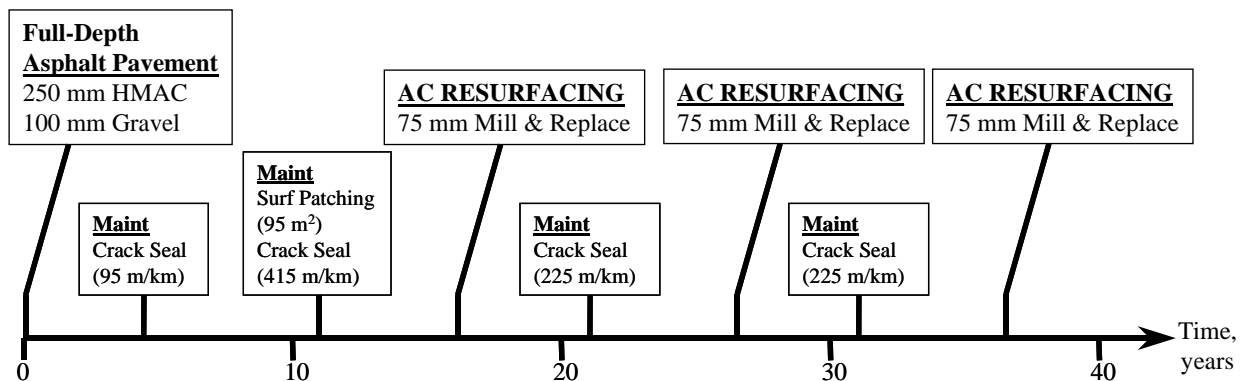 Full-Depth
Asphalt Pavement
250 mm HMAC
100 mm Gravel
Maint
Crack Seal
(95 m/km)
Maint
Surf Patching
(95 m²)
Crack Seal
(415 m/km)
AC RESURFACING
75 mm Mill & Replace
Maint
Crack Seal
(225 m/km)
AC RESURFACING
75 mm Mill & Replace
Maint
Crack Seal
(225 m/km)
AC RESURFACING
75 mm Mill & Replace
0
10
20
30
40
Time,
years